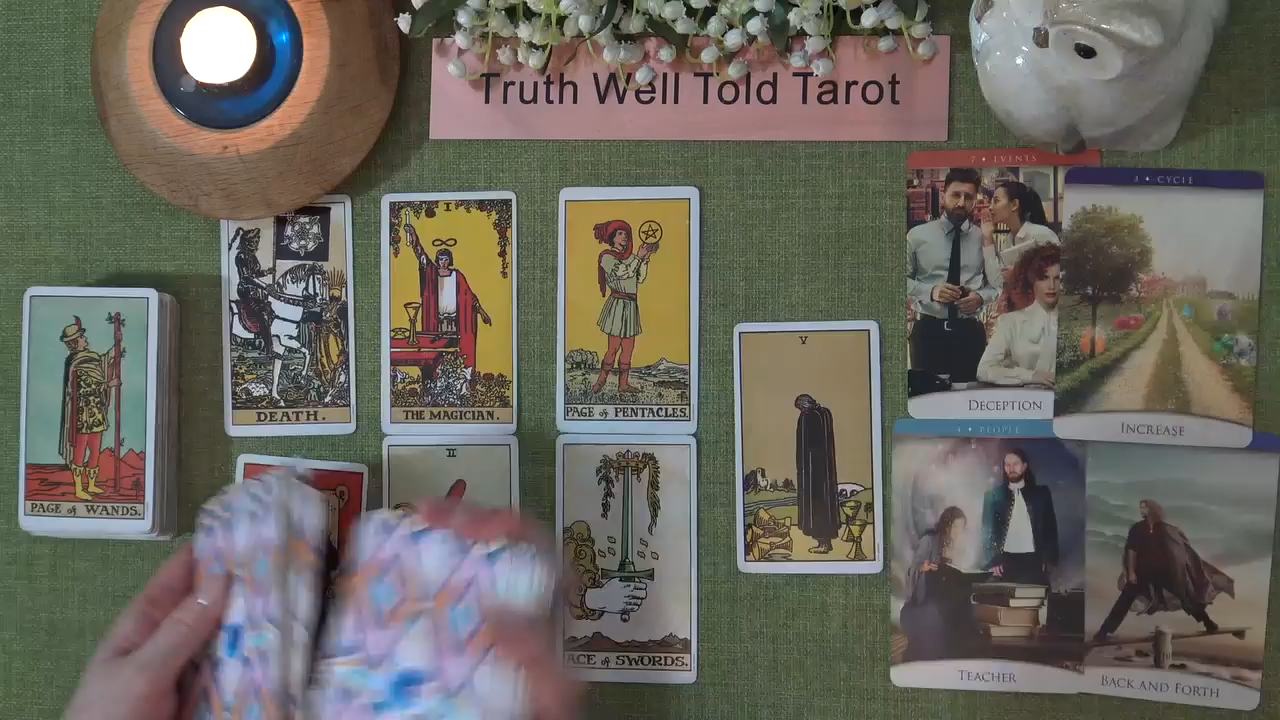 Truth Well Told Tarot
7 ♦ EVENTS
DECEPTION
3 ♦ CYCLE
INCREASE
DEATH.
I
THE MAGICIAN.
PAGE of PENTACLES.
PAGE of WANDS.
V
II
ACE of SWORDS.
4 ♦ PEOPLE
TEACHER
BACK AND FORTH